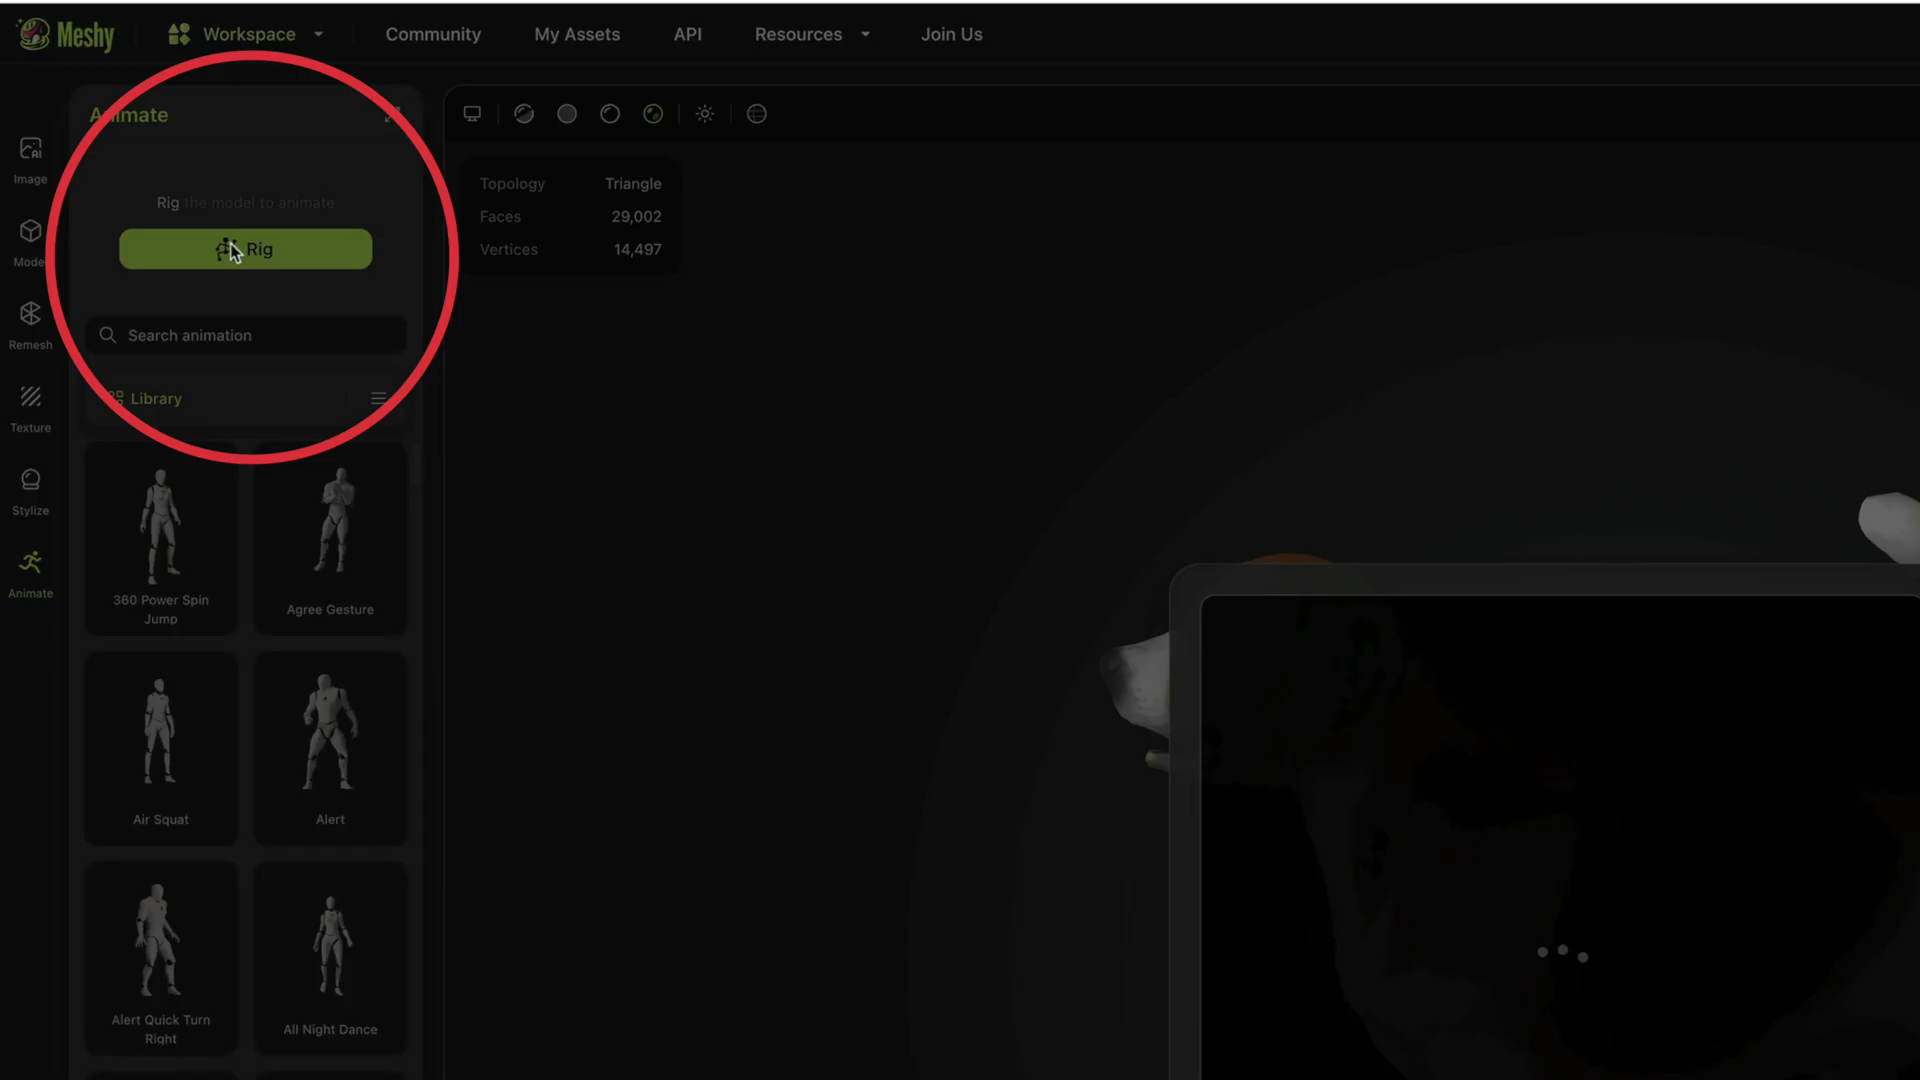 Meshy
Workspace
Community
My Assets
API
Resources
Join Us
Animate
Rig the model to animate
Rig
Search animation
Library
Image
Model
Remesh
Texture
Stylize
Animate
Topology Triangle
Faces 29,002
Vertices 14,497
360 Power Spin
Jump
Agree Gesture
Air Squat
Alert
Alert Quick Turn
Right
All Night Dance